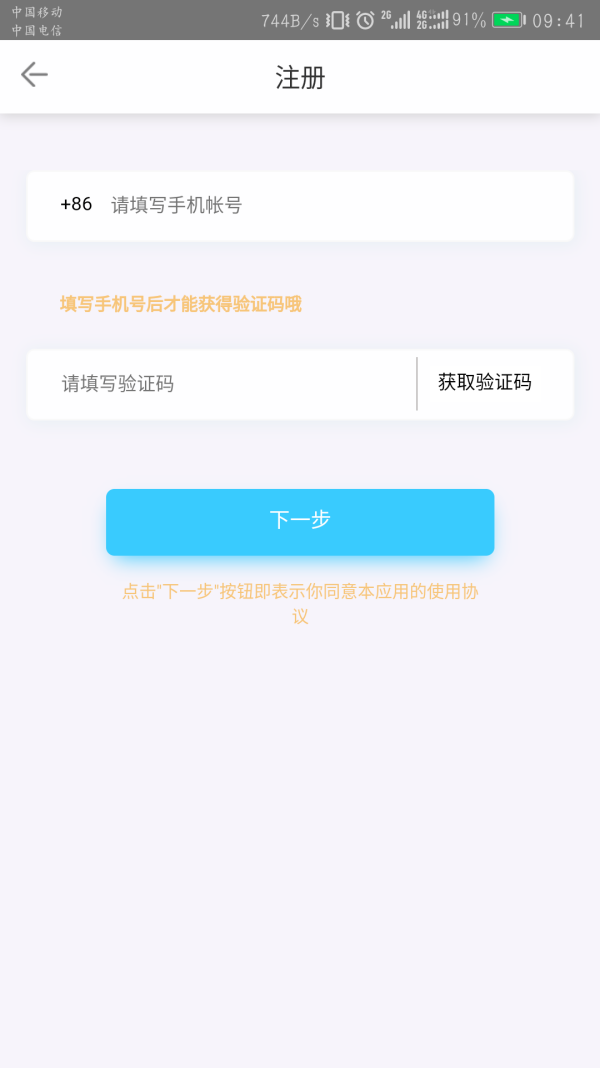 中国移动
中国电信
744B/s 2G 4G 2G 91% 09:41
注册
+86 请填写手机帐号
填写手机号后才能获得验证码哦
请填写验证码 获取验证码
下一步
点击"下一步"按钮即表示你同意本应用的使用协
议